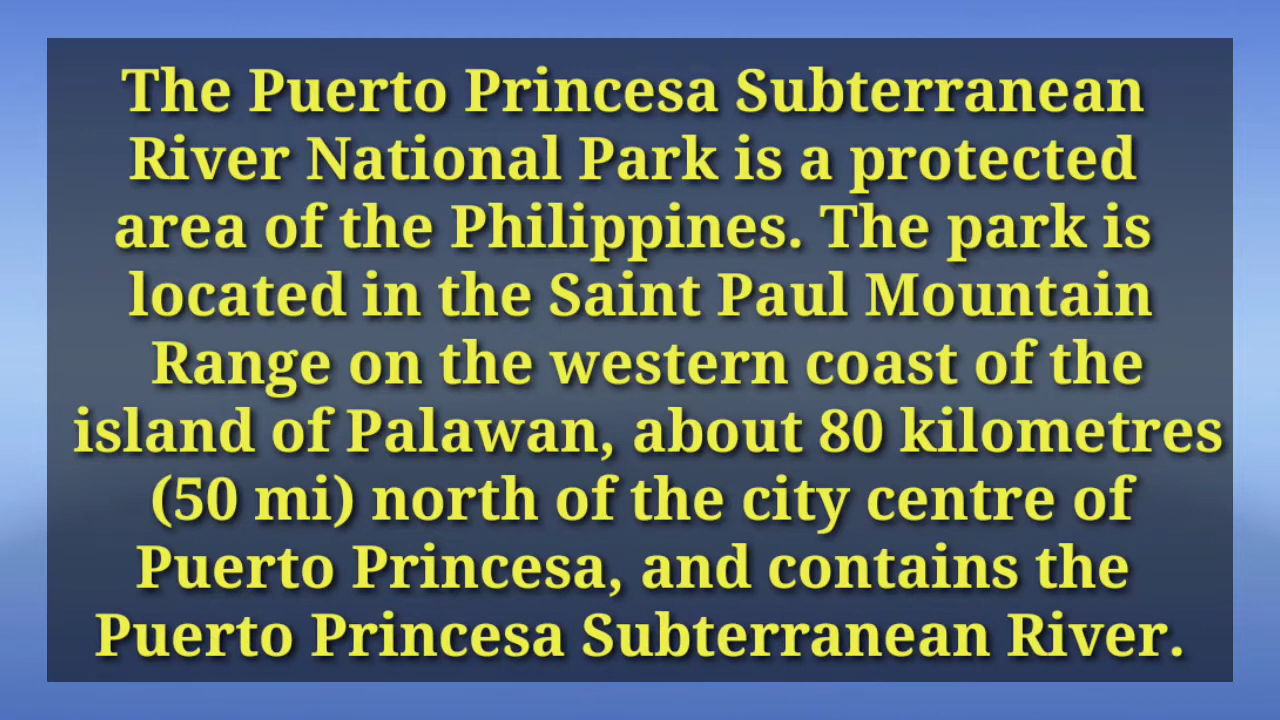 The Puerto Princesa Subterranean
River National Park is a protected
area of the Philippines. The park is
located in the Saint Paul Mountain
Range on the western coast of the
island of Palawan, about 80 kilometres
(50 mi) north of the city centre of
Puerto Princesa, and contains the
Puerto Princesa Subterranean River.